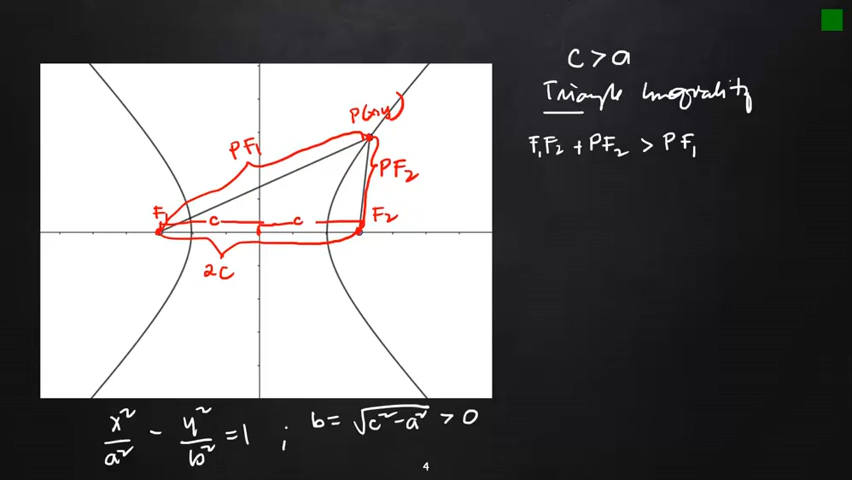 c > a
Triangle Inequality
F₁F₂ + PF₂ > PF₁
P(x,y)
PF₁
PF₂
F₁
c
c
F₂
2C
x²/a² - y²/b² = 1 ; b = √(c²-a²) > 0
4